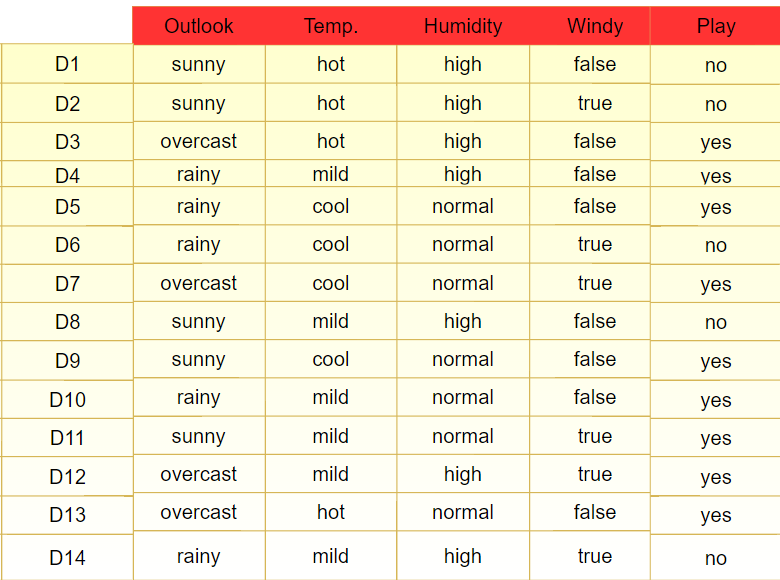 Outlook Temp. Humidity Windy Play
D1 sunny hot high false no
D2 sunny hot high true no
D3 overcast hot high false yes
D4 rainy mild high false yes
D5 rainy cool normal false yes
D6 rainy cool normal true no
D7 overcast cool normal true yes
D8 sunny mild high false no
D9 sunny cool normal false yes
D10 rainy mild normal false yes
D11 sunny mild normal true yes
D12 overcast mild high true yes
D13 overcast hot normal false yes
D14 rainy mild high true no